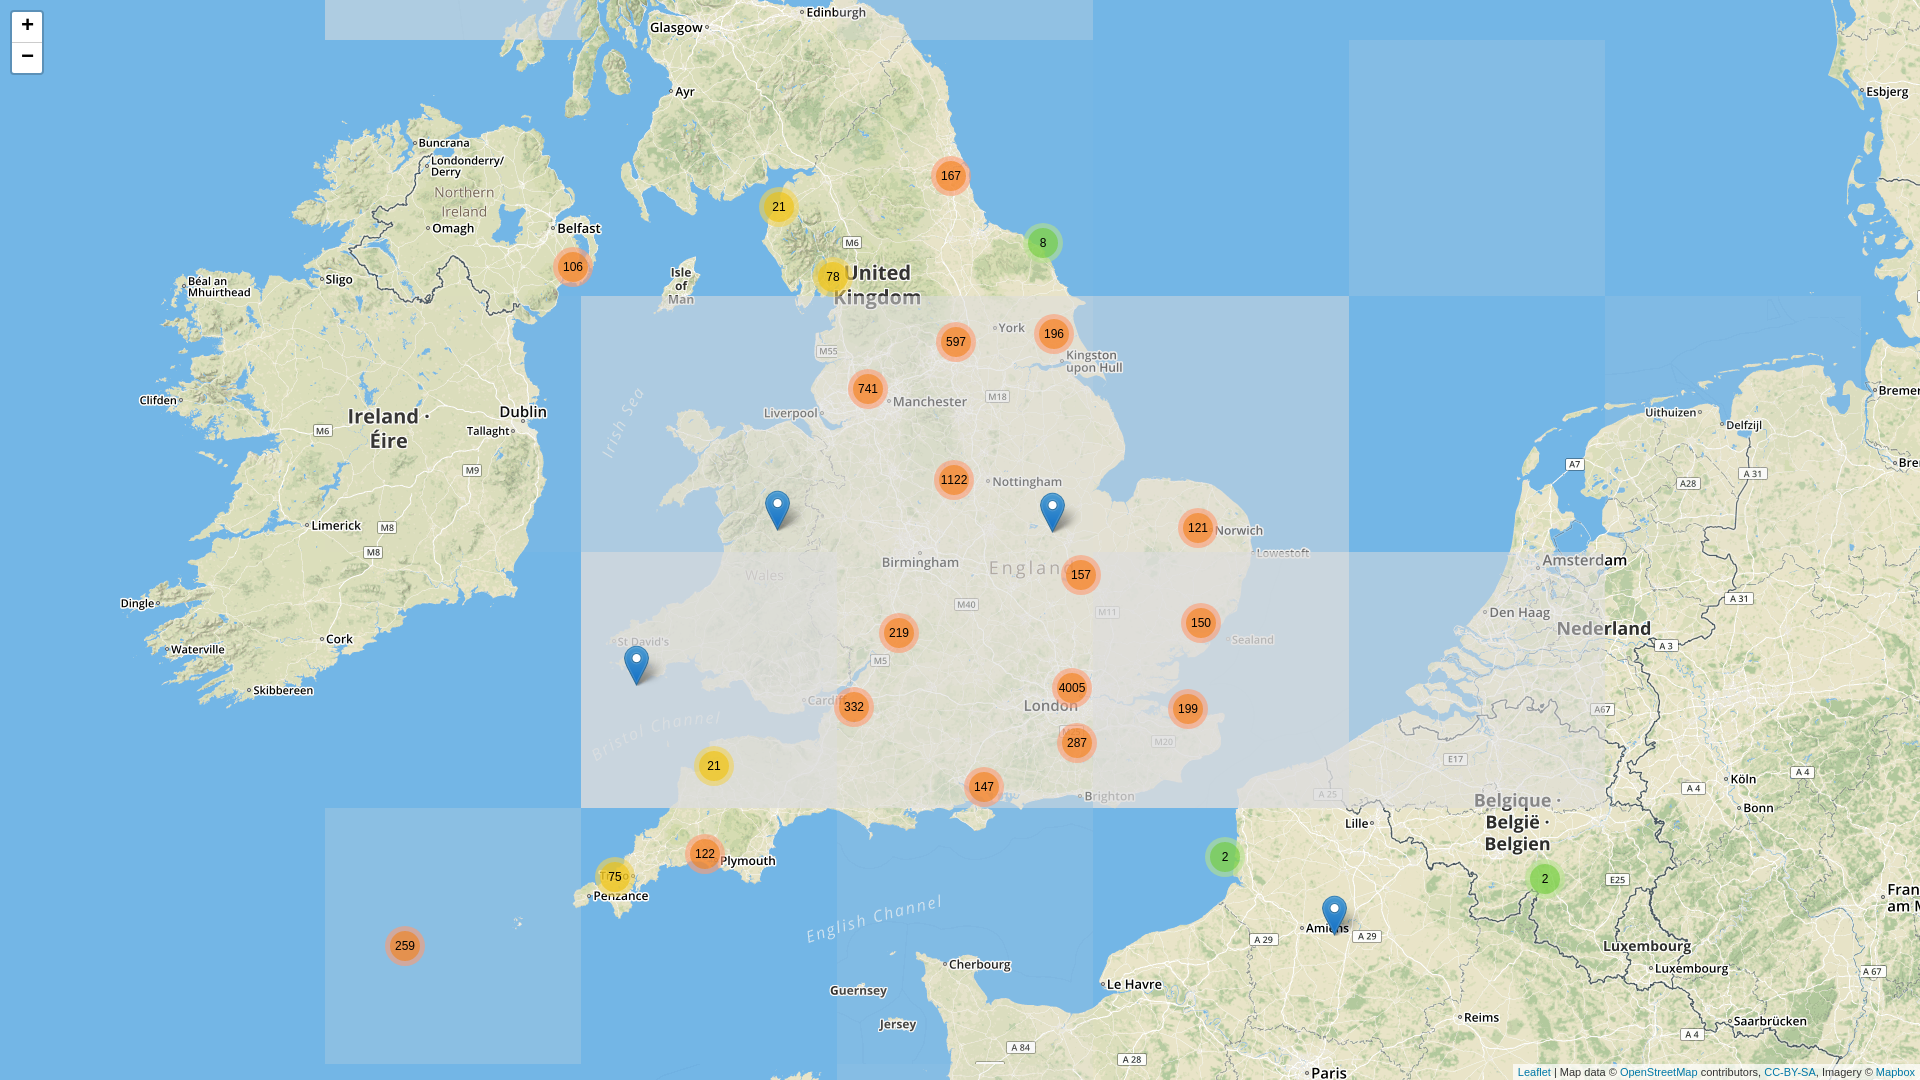 +
−
Edinburgh
Glasgow
Ayr
Esbjerg
Buncrana
Londonderry/
Derry
Northern
Ireland
Omagh
Belfast
167
21
8
M6
106
78
United
Kingdom
Isle
of
Man
Sligo
Béal an
Mhuirthead
York
196
597
M55
Kingston
upon Hull
741
Manchester
M18
Liverpool
Irish Sea
Clifden
Ireland ·
Éire
Dublin
Tallaght
M6
M9
Bremer
Uithuizen
Delfzijl
A7
A 31
A28
Bre
1122
Nottingham
121
Norwich
Lowestoft
Limerick
M8
M8
Birmingham
Englan
157
Wales
Amsterdam
A 31
Den Haag
Nederland
A 3
M40
M11
150
Sealand
219
M5
St David's
Dingle
Cork
Waterville
Skibbereen
4005
London
199
Cardif
332
A67
Bristol Channel
287
M20
E17
21
147
Brighton
A 25
Köln
A 4
A 4
Bonn
Belgique ·
België ·
Belgien
Lille
122
Plymouth
75
Penzance
2
2
E25
Fran
am M
English Channel
259
Amiens
A 29
A 29
Luxembourg
Luxembourg
A 67
Cherbourg
Le Havre
Guernsey
Jersey
Reims
Saarbrücken
A 4
A 84
A 28
Paris
Leaflet | Map data © OpenStreetMap contributors, CC-BY-SA, Imagery © Mapbox